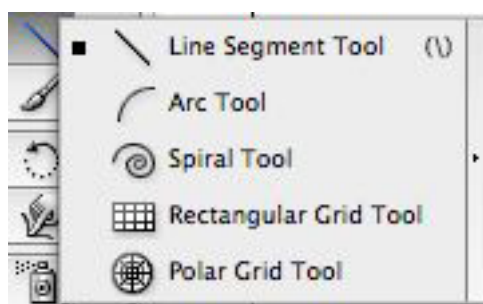 Line Segment Tool (\)
Arc Tool
Spiral Tool
Rectangular Grid Tool
Polar Grid Tool